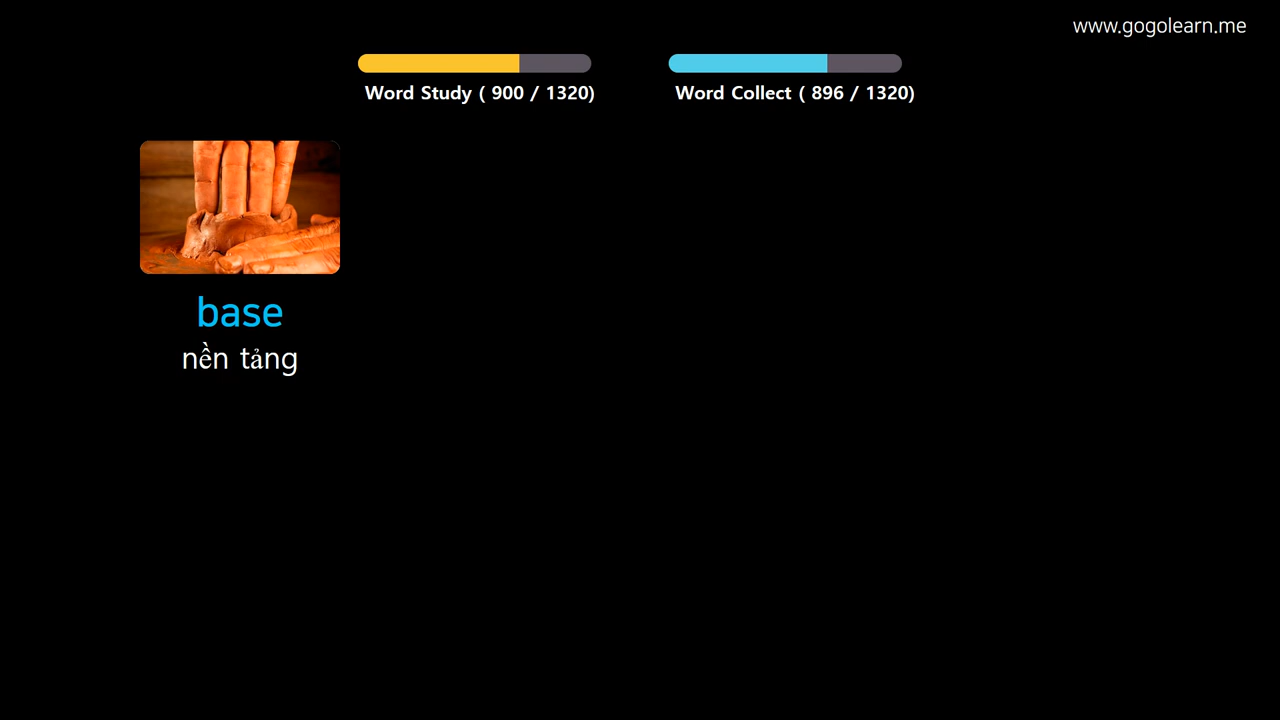 www.gogolearn.me
Word Study ( 900 / 1320)
Word Collect ( 896 / 1320)
base
nền tảng